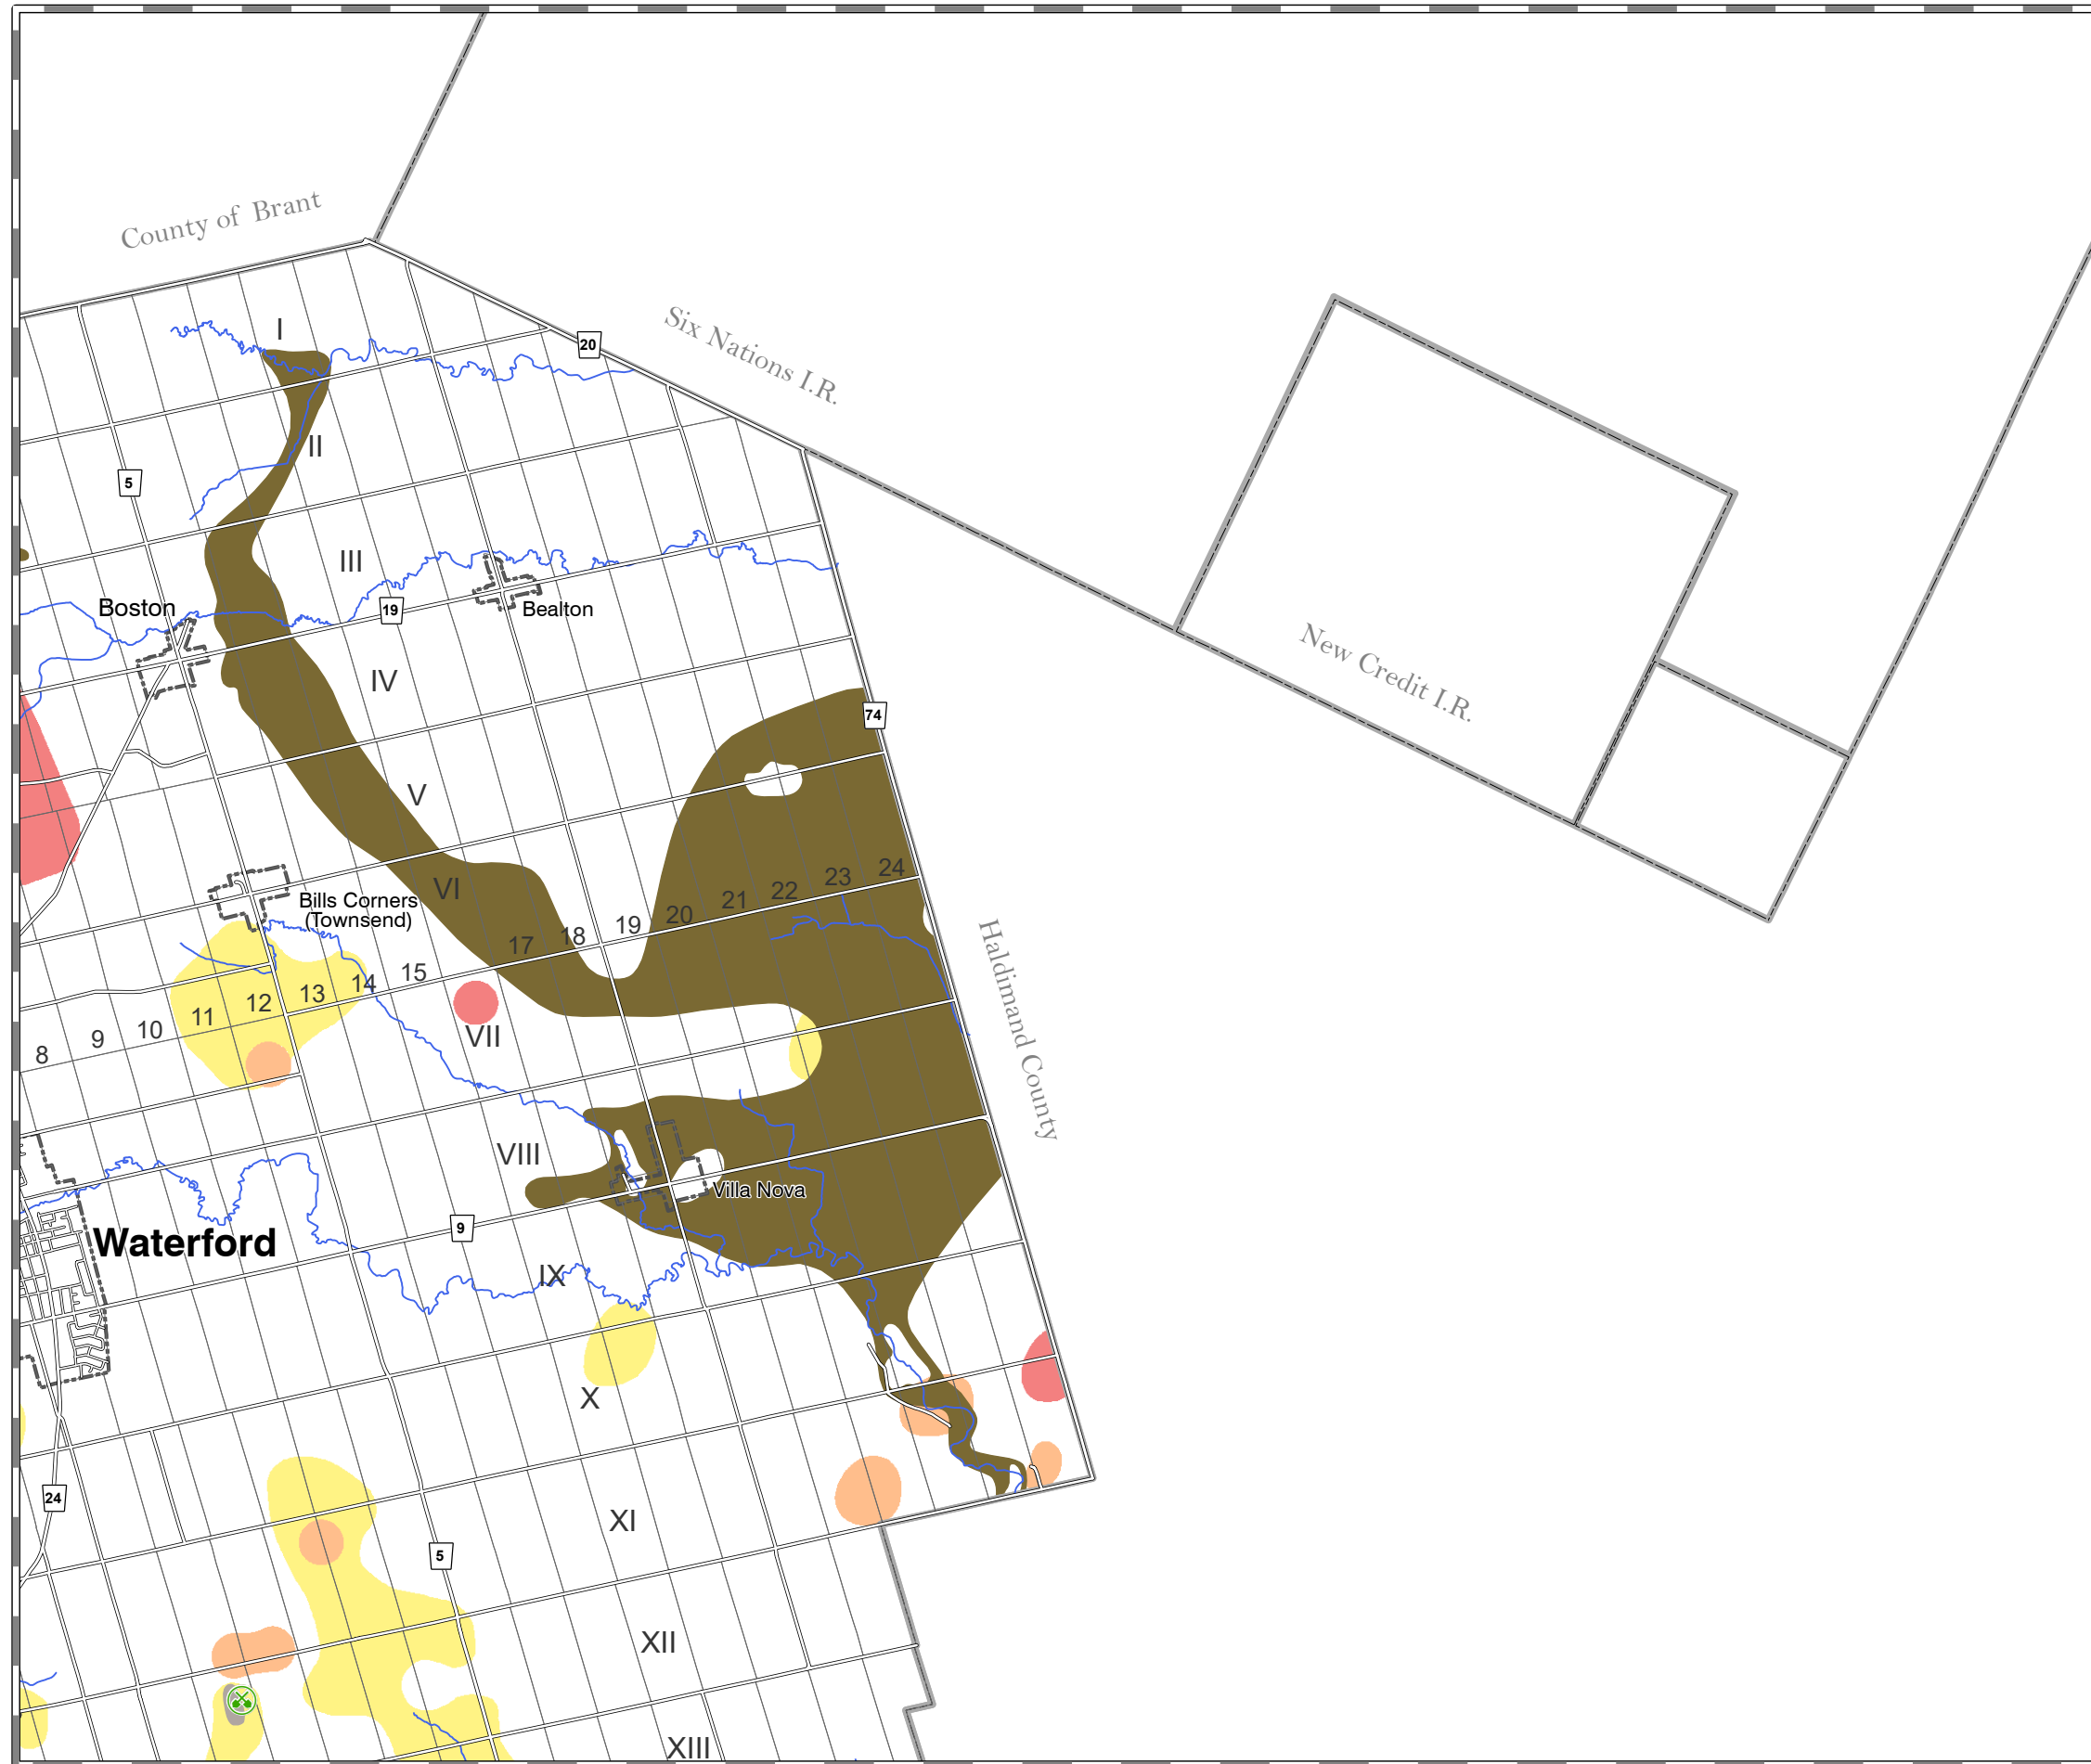 County of Brant
Six Nations I.R.
I
20
II
5
III
Boston
19
Bealton
New Credit I.R.
IV
74
V
24
23
VI
22
21
20
Bills Corners
(Townsend)
19
18
17
Haldimand County
15
14
13
12
11
10
9
8
VII
VIII
Villa Nova
9
Waterford
IX
X
24
XI
5
XII
XIII